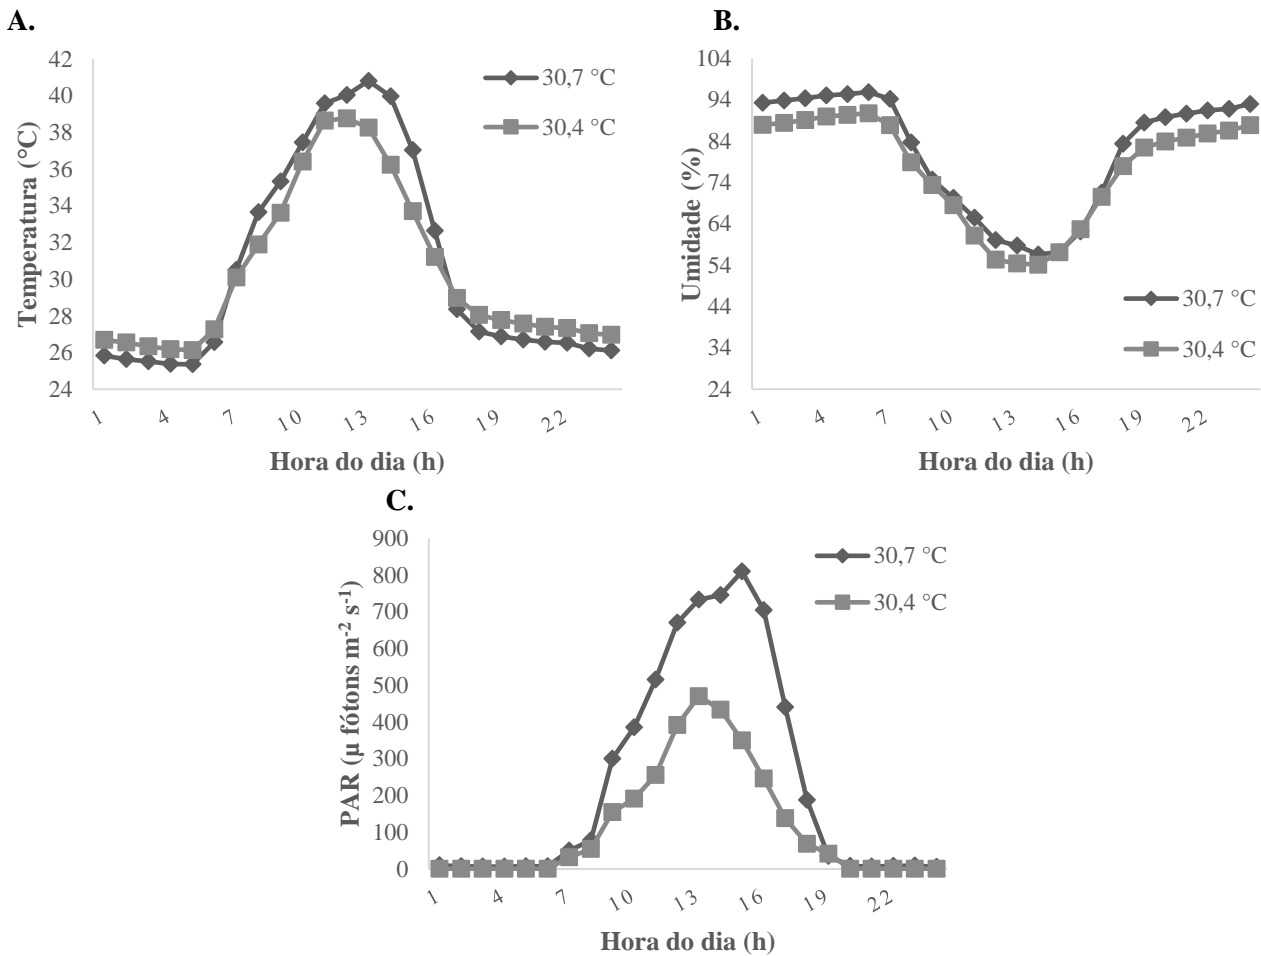 A.
42
40
38
36
34
32
30
28
26
24
Temperatura (°C)
30,7 °C
30,4 °C
1 4 7 10 13 16 19 22
Hora do dia (h)
B.
104
94
84
74
64
54
44
34
24
Umidade (%)
30,7 °C
30,4 °C
1 4 7 10 13 16 19 22
Hora do dia (h)
C.
900
800
700
600
500
400
300
200
100
0
PAR (µ fótons m-2 s-1)
30,7 °C
30,4 °C
1 4 7 10 13 16 19 22
Hora do dia (h)